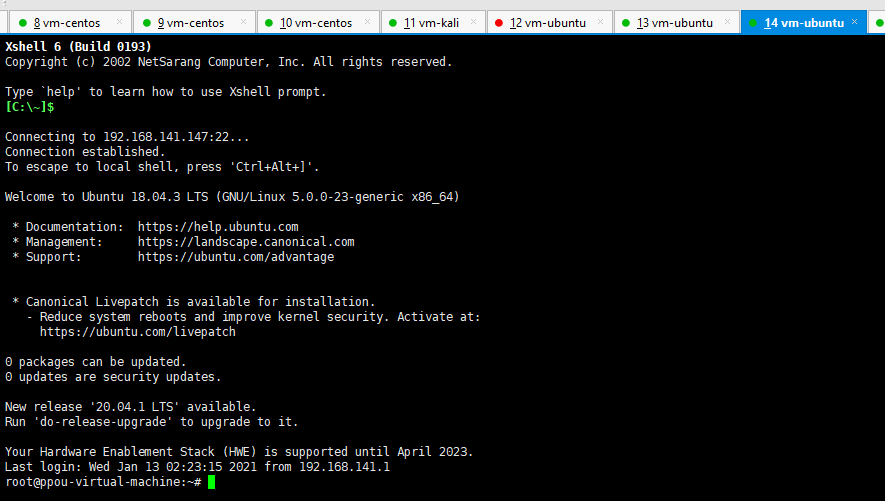 8 vm-centos × 9 vm-centos × 10 vm-centos × 11 vm-kali × 12 vm-ubuntu × 13 vm-ubuntu × 14 vm-ubuntu ×
Xshell 6 (Build 0193)
Copyright (c) 2002 NetSarang Computer, Inc. All rights reserved.
Type `help' to learn how to use Xshell prompt.
[C:\~]$
Connecting to 192.168.141.147:22...
Connection established.
To escape to local shell, press 'Ctrl+Alt+]'.
Welcome to Ubuntu 18.04.3 LTS (GNU/Linux 5.0.0-23-generic x86_64)
* Documentation:  https://help.ubuntu.com
* Management:     https://landscape.canonical.com
* Support:        https://ubuntu.com/advantage
* Canonical Livepatch is available for installation.
- Reduce system reboots and improve kernel security. Activate at:
https://ubuntu.com/livepatch
0 packages can be updated.
0 updates are security updates.
New release '20.04.1 LTS' available.
Run 'do-release-upgrade' to upgrade to it.
Your Hardware Enablement Stack (HWE) is supported until April 2023.
Last login: Wed Jan 13 02:23:15 2021 from 192.168.141.1
root@ppou-virtual-machine:~#